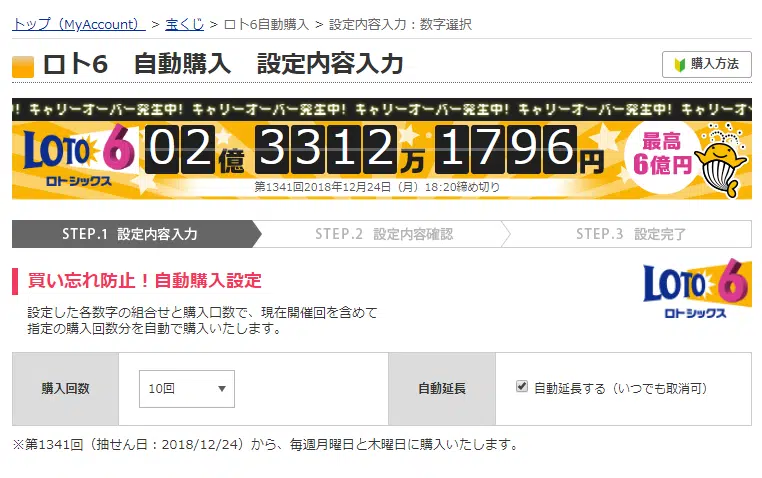 トップ（MyAccount） > 宝くじ > ロト6自動購入 > 設定内容入力：数字選択
ロト6 自動購入 設定内容入力
購入方法
! キャリーオーバー発生中! キャリーオーバー発生中! キャリーオーバー発生中! キャリーオーバー発生中! キャリーオ
LOTO 6
ロトシックス
02億3312万1796円
最高
6億円
第1341回2018年12月24日（月）18:20締め切り
STEP.1 設定内容入力
STEP.2 設定内容確認
STEP.3 設定完了
買い忘れ防止！自動購入設定
LOTO 6
ロトシックス
設定した各数字の組合せと購入口数で、現在開催回を含めて
指定の購入回数分を自動で購入いたします。
購入回数
10回
自動延長
自動延長する（いつでも取消可）
※第1341回（抽せん日：2018/12/24）から、毎週月曜日と木曜日に購入いたします。